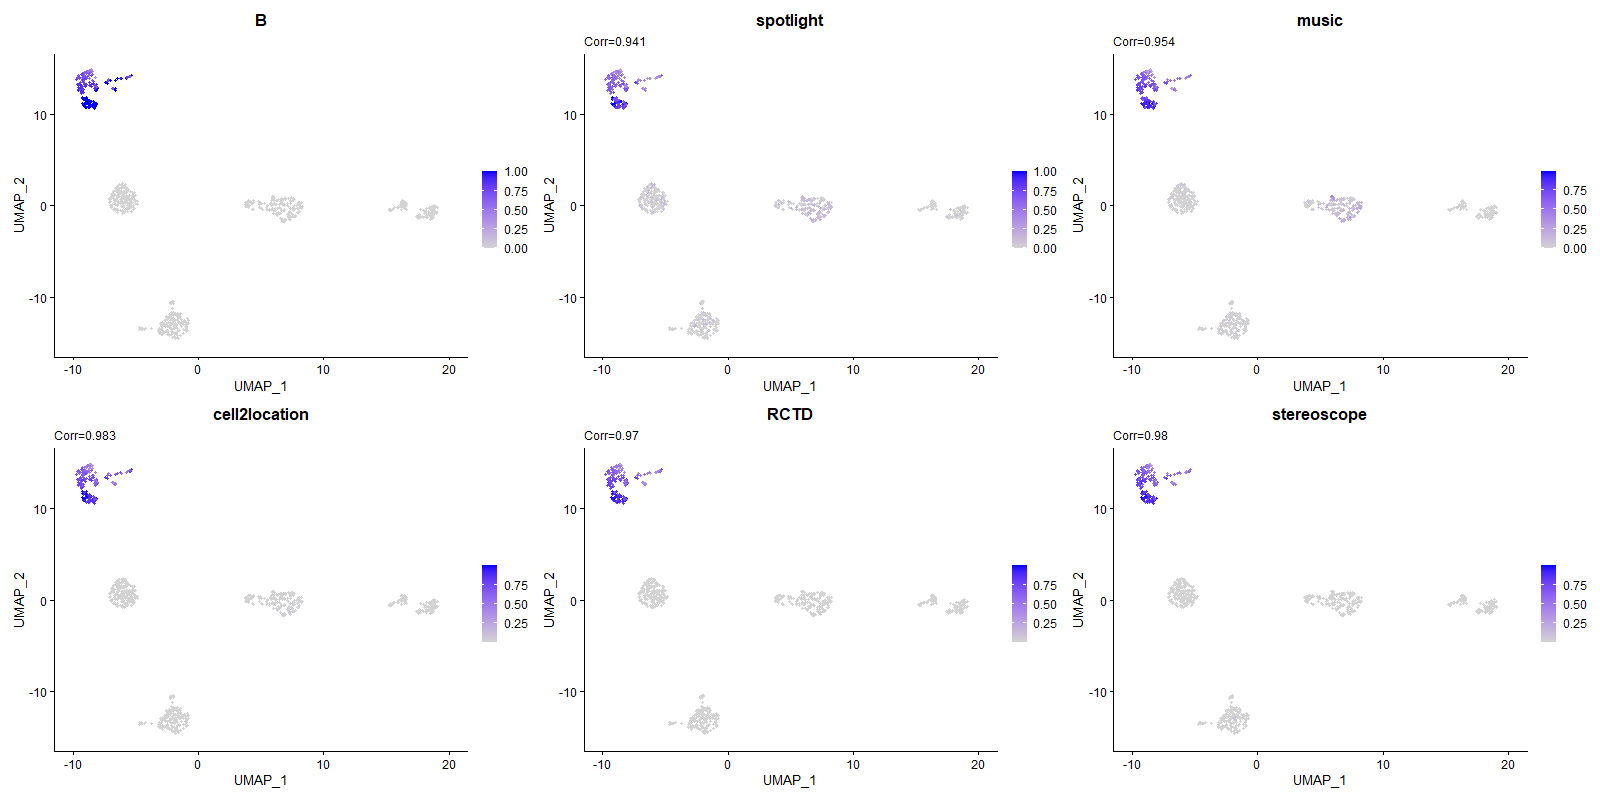 B
10
0
-10
UMAP_2
-10
0
10
20
UMAP_1
1.00
0.75
0.50
0.25
0.00
spotlight
Corr=0.941
10
0
-10
UMAP_2
-10
0
10
20
UMAP_1
1.00
0.75
0.50
0.25
0.00
music
Corr=0.954
10
0
-10
UMAP_2
-10
0
10
20
UMAP_1
0.75
0.50
0.25
0.00
cell2location
Corr=0.983
10
0
-10
UMAP_2
-10
0
10
20
UMAP_1
0.75
0.50
0.25
RCTD
Corr=0.97
10
0
-10
UMAP_2
-10
0
10
20
UMAP_1
0.75
0.50
0.25
stereoscope
Corr=0.98
10
0
-10
UMAP_2
-10
0
10
20
UMAP_1
0.75
0.50
0.25